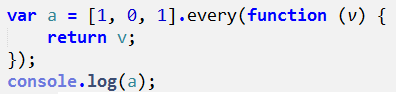 var a = [1, 0, 1].every(function (v) {
    return v;
});
console.log(a);